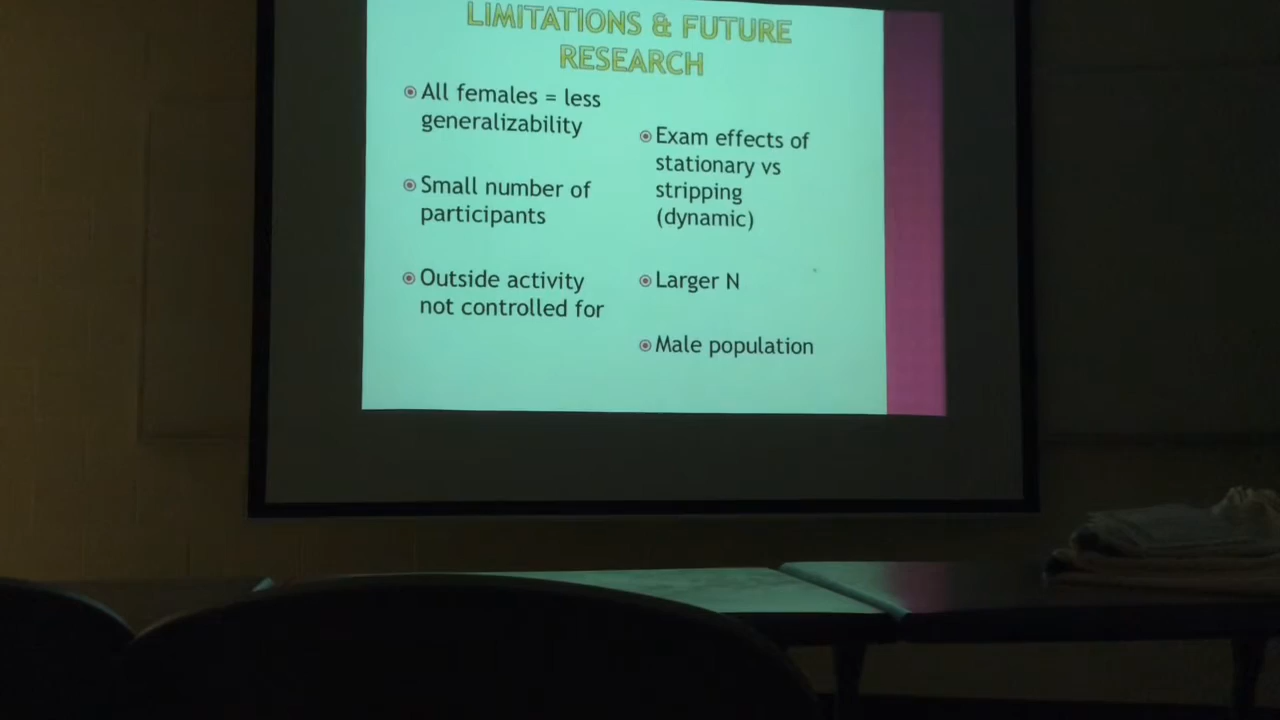 LIMITATIONS & FUTURE
RESEARCH
All females = less
generalizability
Small number of
participants
Outside activity
not controlled for
Exam effects of
stationary vs
stripping
(dynamic)
Larger N
Male population